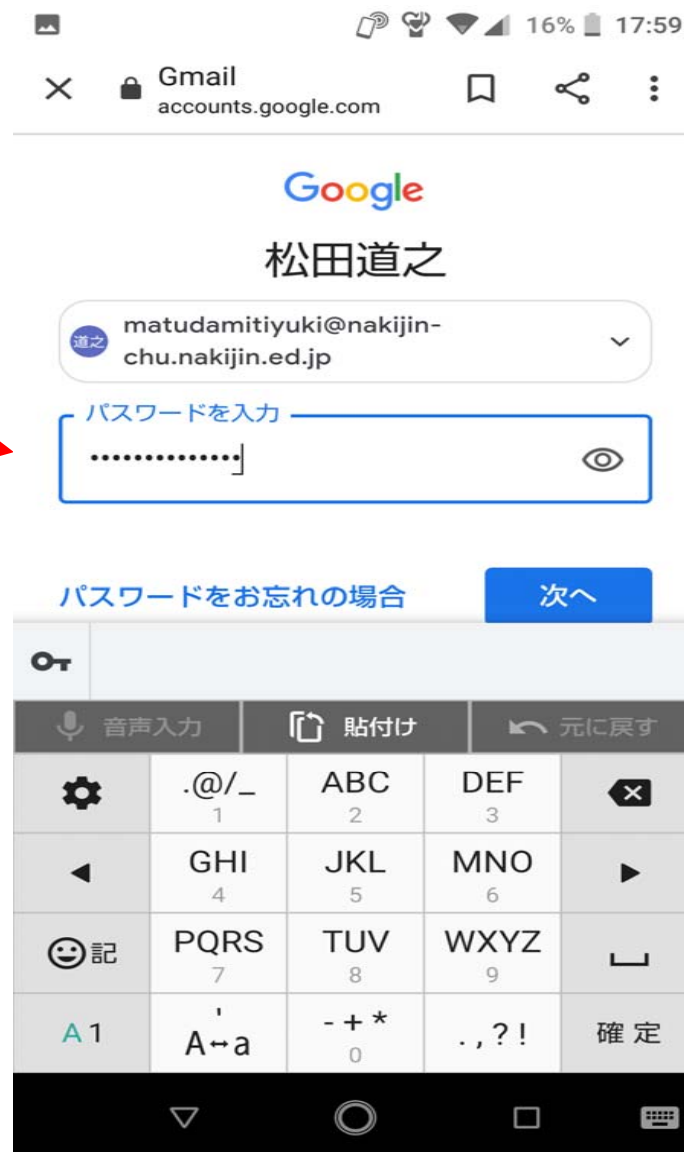 16% 17:59
Gmail
accounts.google.com
Google
松田道之
道之
matudamitiyuki@nakijin-
chu.nakijin.ed.jp
パスワードを入力
••••••••••••••
パスワードをお忘れの場合 次へ
音声入力 貼付け 元に戻す
.@/_ ABC DEF
1 2 3
GHI JKL MNO
4 5 6
記 PQRS TUV WXYZ
7 8 9
A1 ' A↔a -+* .,?! 確定
0